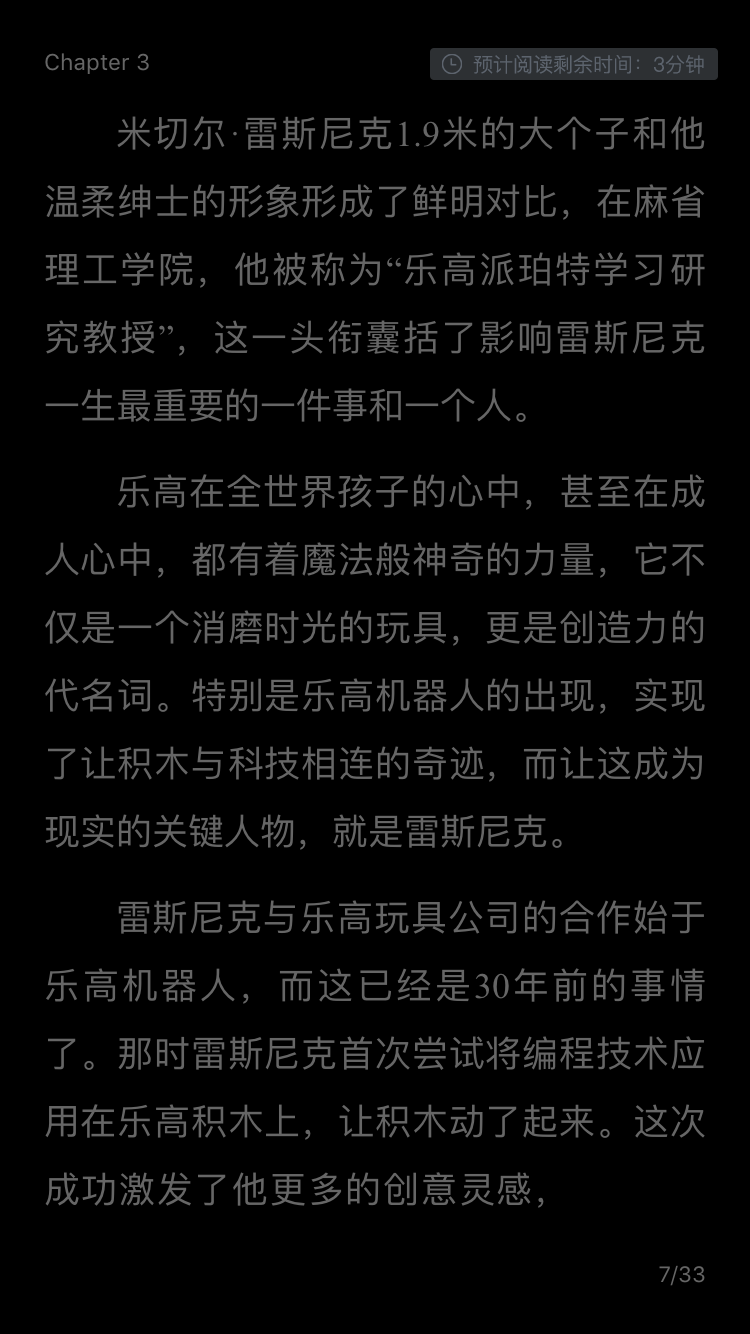 Chapter 3
预计阅读剩余时间：3分钟
米切尔·雷斯尼克1.9米的大个子和他
温柔绅士的形象形成了鲜明对比，在麻省
理工学院，他被称为“乐高派珀特学习研
究教授”，这一头衔囊括了影响雷斯尼克
一生最重要的一件事和一个人。
乐高在全世界孩子的心中，甚至在成
人心中，都有着魔法般神奇的力量，它不
仅是一个消磨时光的玩具，更是创造力的
代名词。特别是乐高机器人的出现，实现
了让积木与科技相连的奇迹，而让这成为
现实的关键人物，就是雷斯尼克。
雷斯尼克与乐高玩具公司的合作始于
乐高机器人，而这已经是30年前的事情
了。那时雷斯尼克首次尝试将编程技术应
用在乐高积木上，让积木动了起来。这次
成功激发了他更多的创意灵感，
7/33